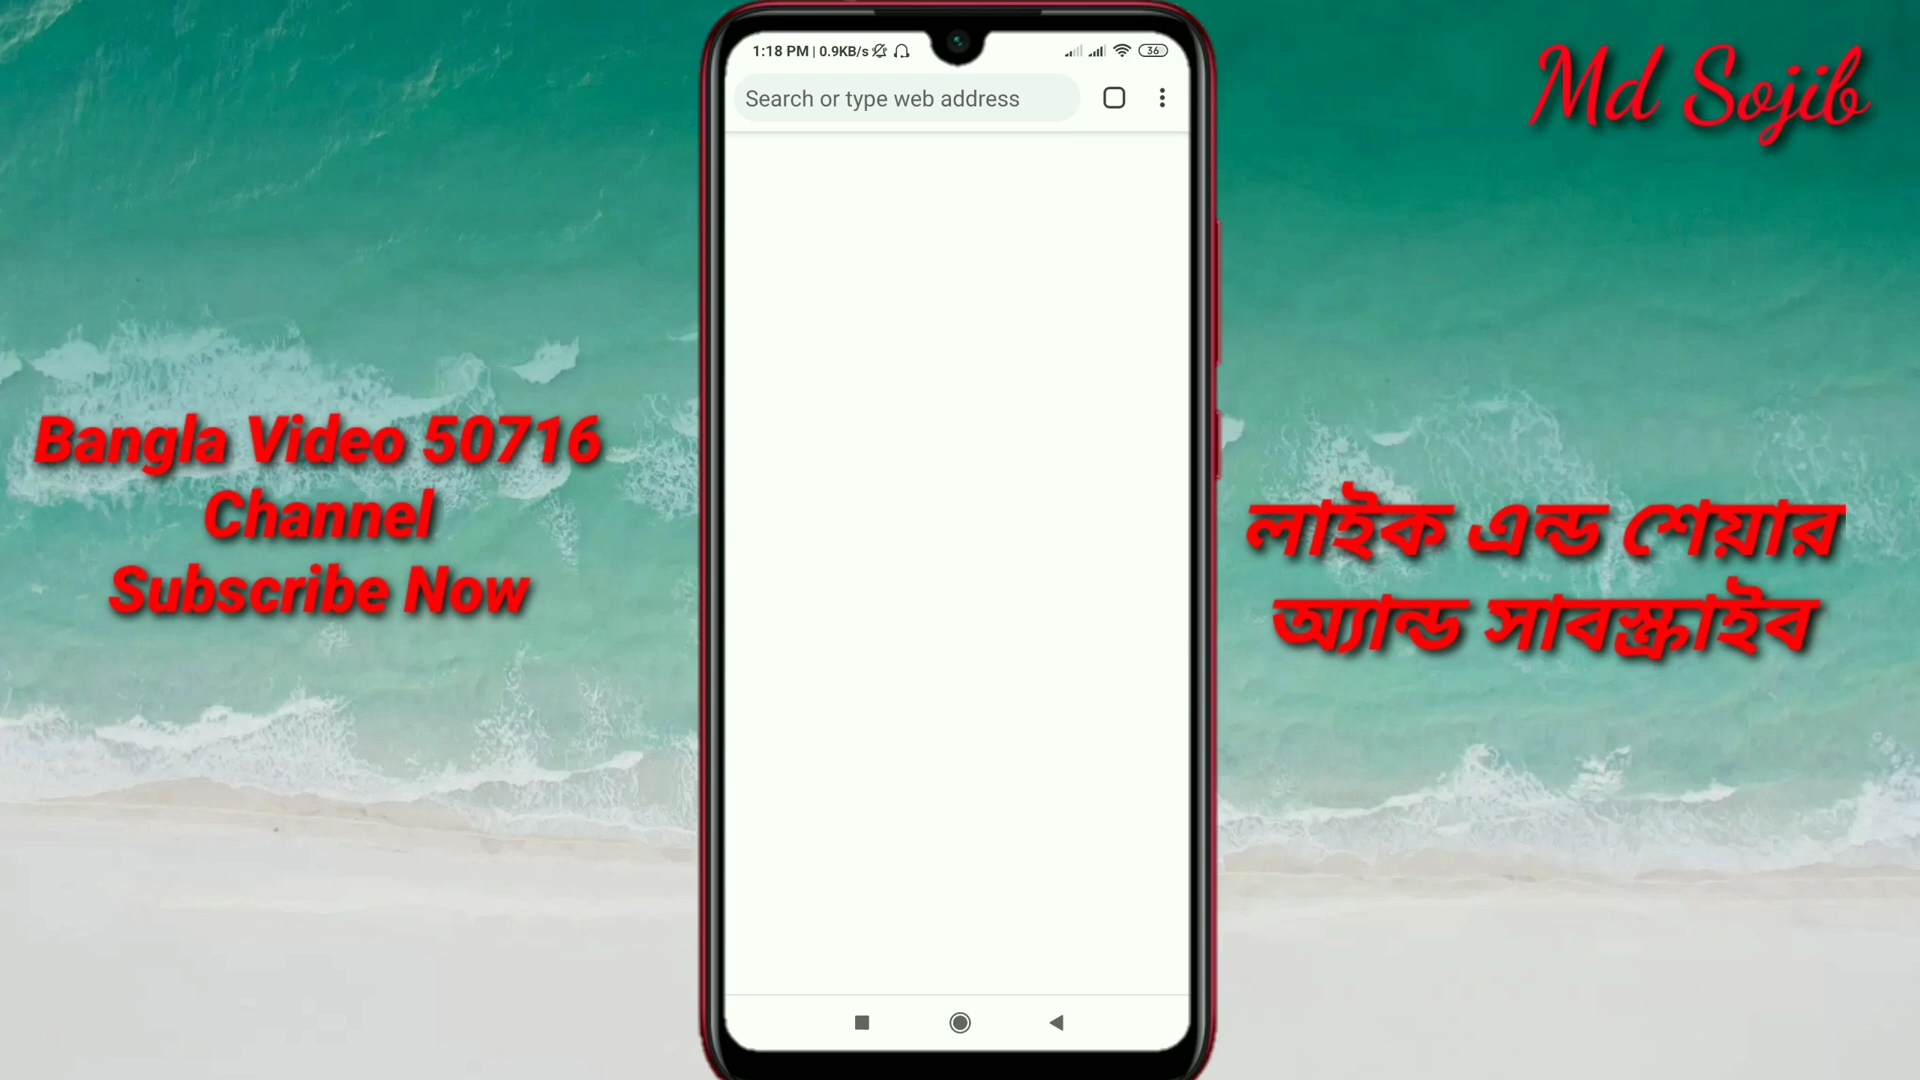 1:18 PM | 0.9KB/s
36
Search or type web address
Md Sojib
Bangla Video 50716
Channel
Subscribe Now
লাইক এন্ড শেয়ার
অ্যান্ড সাবস্ক্রাইব